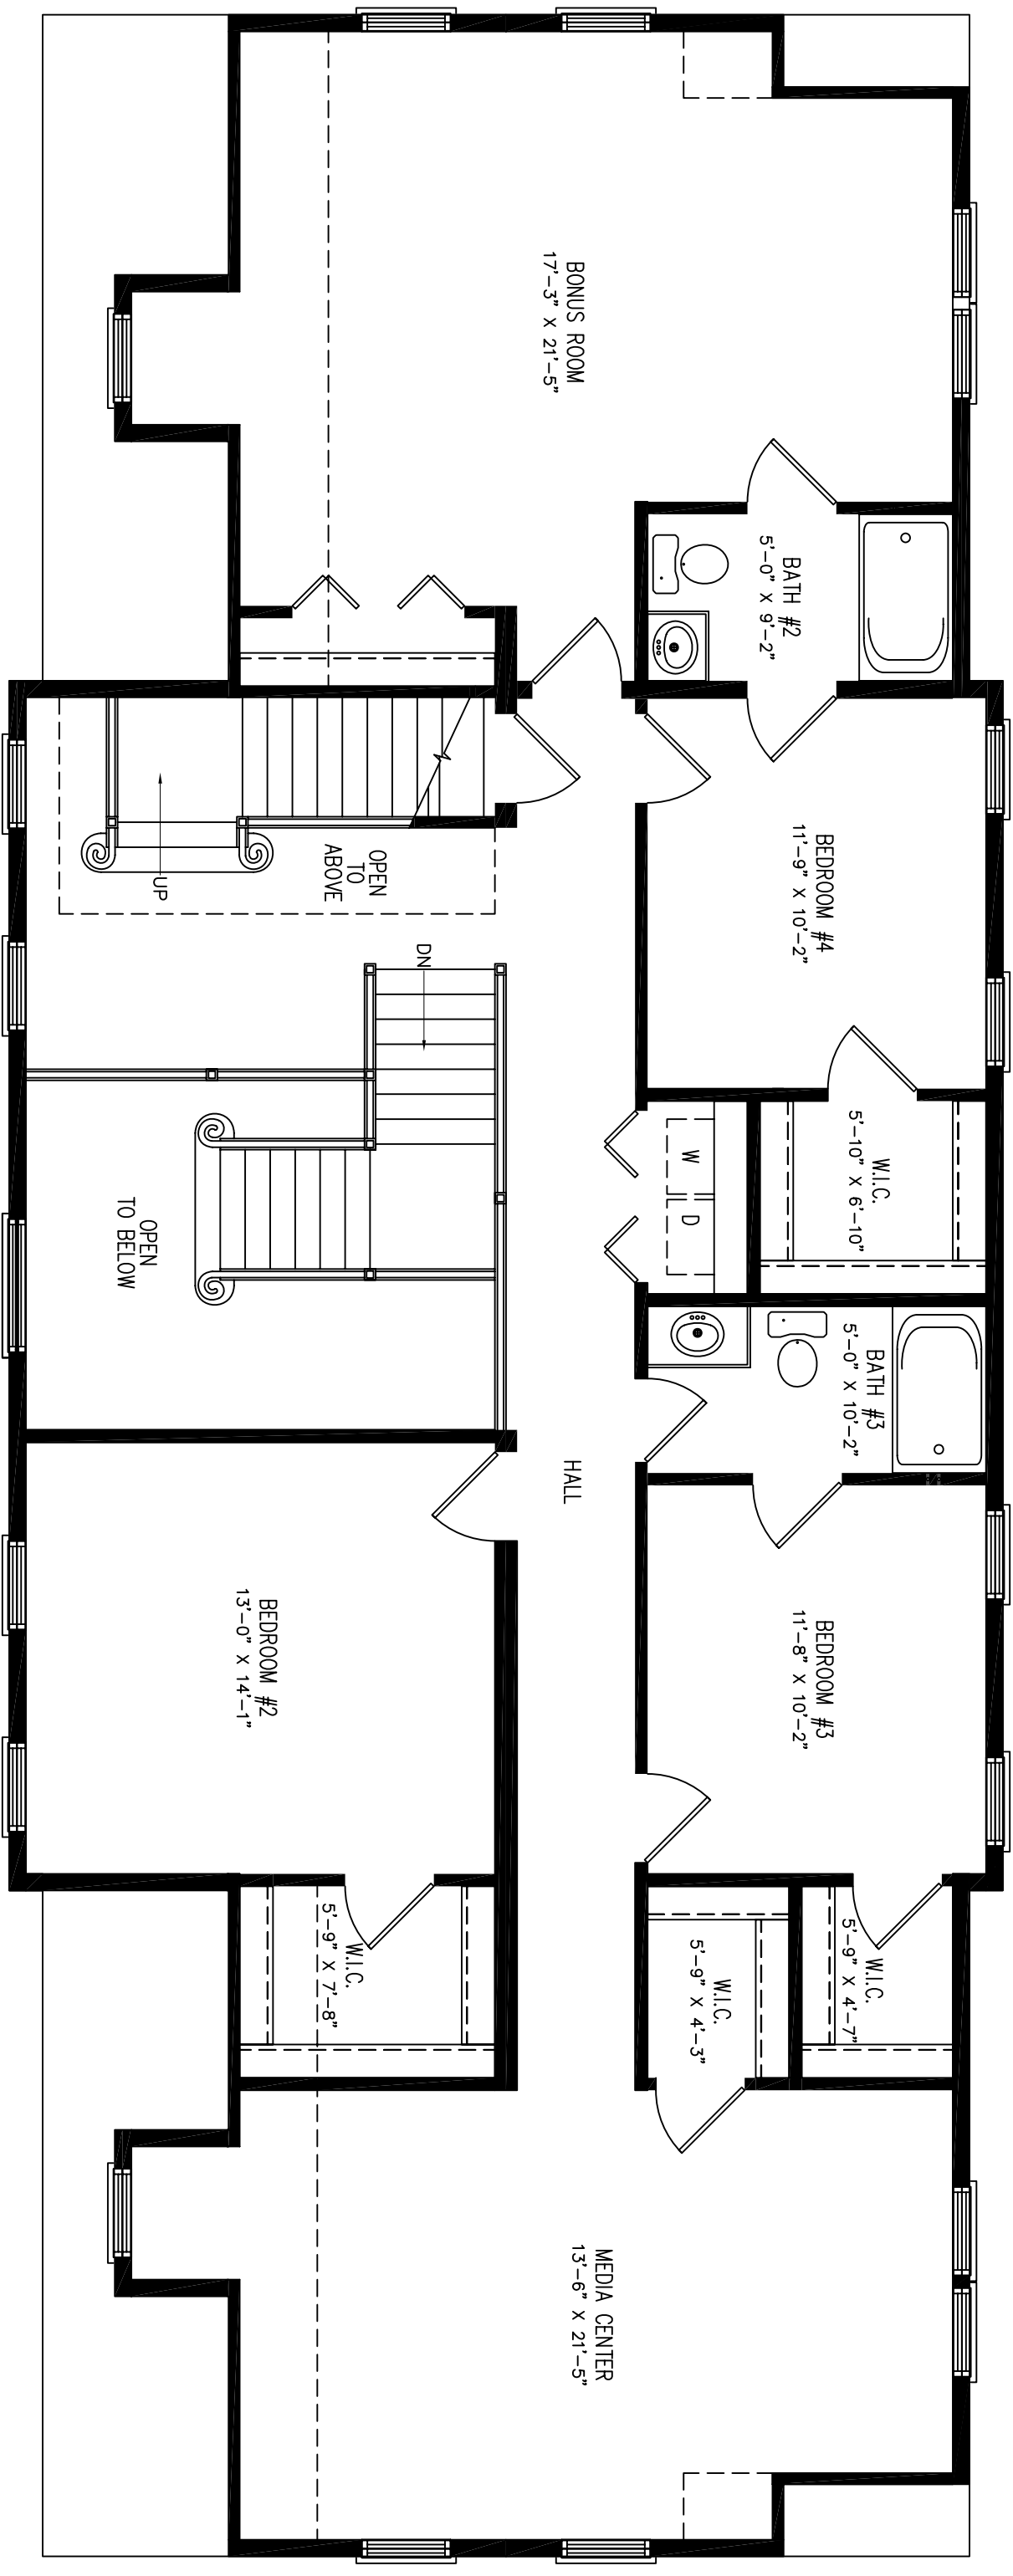 BONUS ROOM
17'-3" X 21'-5"
BATH #2
5'-0" X 9'-2"
BEDROOM #4
11'-9" X 10'-2"
UP
OPEN
TO
ABOVE
DN
W.I.C.
5'-10" X 6'-10"
W
D
OPEN
TO BELOW
BATH #3
5'-0" X 10'-2"
HALL
BEDROOM #3
11'-8" X 10'-2"
BEDROOM #2
13'-0" X 14'-1"
W.I.C.
5'-9" X 4'-7"
W.I.C.
5'-9" X 4'-3"
W.I.C.
5'-9" X 7'-8"
MEDIA CENTER
13'-6" X 21'-5"